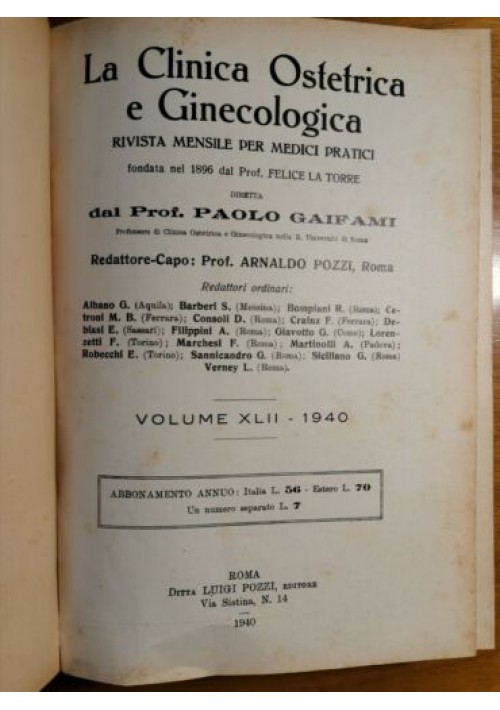 La Clinica Ostetrica
e Ginecologica
RIVISTA MENSILE PER MEDICI PRATICI
fondata nel 1896 dal Prof. FELICE LA TORRE
DIRETTA
dal Prof. PAOLO GAIFAMI
Professore di Clinica Ostetrica e Ginecologica nella R. Università di Roma
Redattore-Capo: Prof. ARNALDO POZZI, Roma
Redattori ordinari:
Albano G. (Aquila); Barberi S. (Messina); Bompiani R. (Roma); Ce-
troni M. B. (Ferrara); Consoli D. (Roma); Crainz F. (Ferrara); De-
biasi E. (Sassari); Filippini A. (Roma); Giavotto G. (Como); Loren-
zetti F. (Torino); Marchesi F. (Roma); Martinolli A. (Padova);
Robecchi E. (Torino); Sannicandro G. (Roma); Siciliano G. (Roma)
Verney L. (Roma).
VOLUME XLII - 1940
ABBONAMENTO ANNUO: Italia L. 56 - Estero L. 70
Un numero separato L. 7
ROMA
DITTA LUIGI POZZI, EDITORE
Via Sistina, N. 14
1940